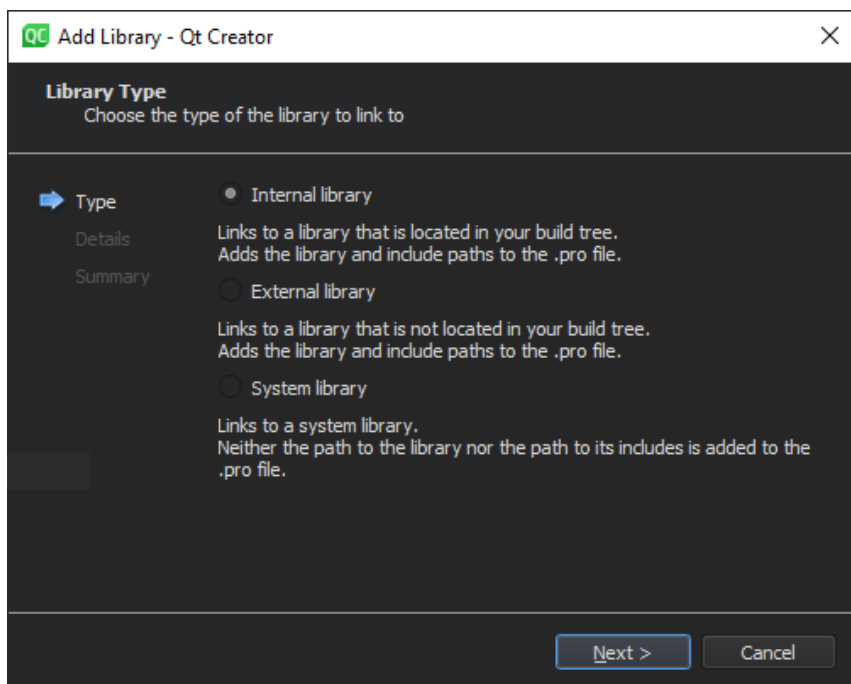 QC Add Library - Qt Creator
Library Type
Choose the type of the library to link to
Type
Details
Summary
Internal library
Links to a library that is located in your build tree.
Adds the library and include paths to the .pro file.
External library
Links to a library that is not located in your build tree.
Adds the library and include paths to the .pro file.
System library
Links to a system library.
Neither the path to the library nor the path to its includes is added to the
.pro file.
Next >
Cancel